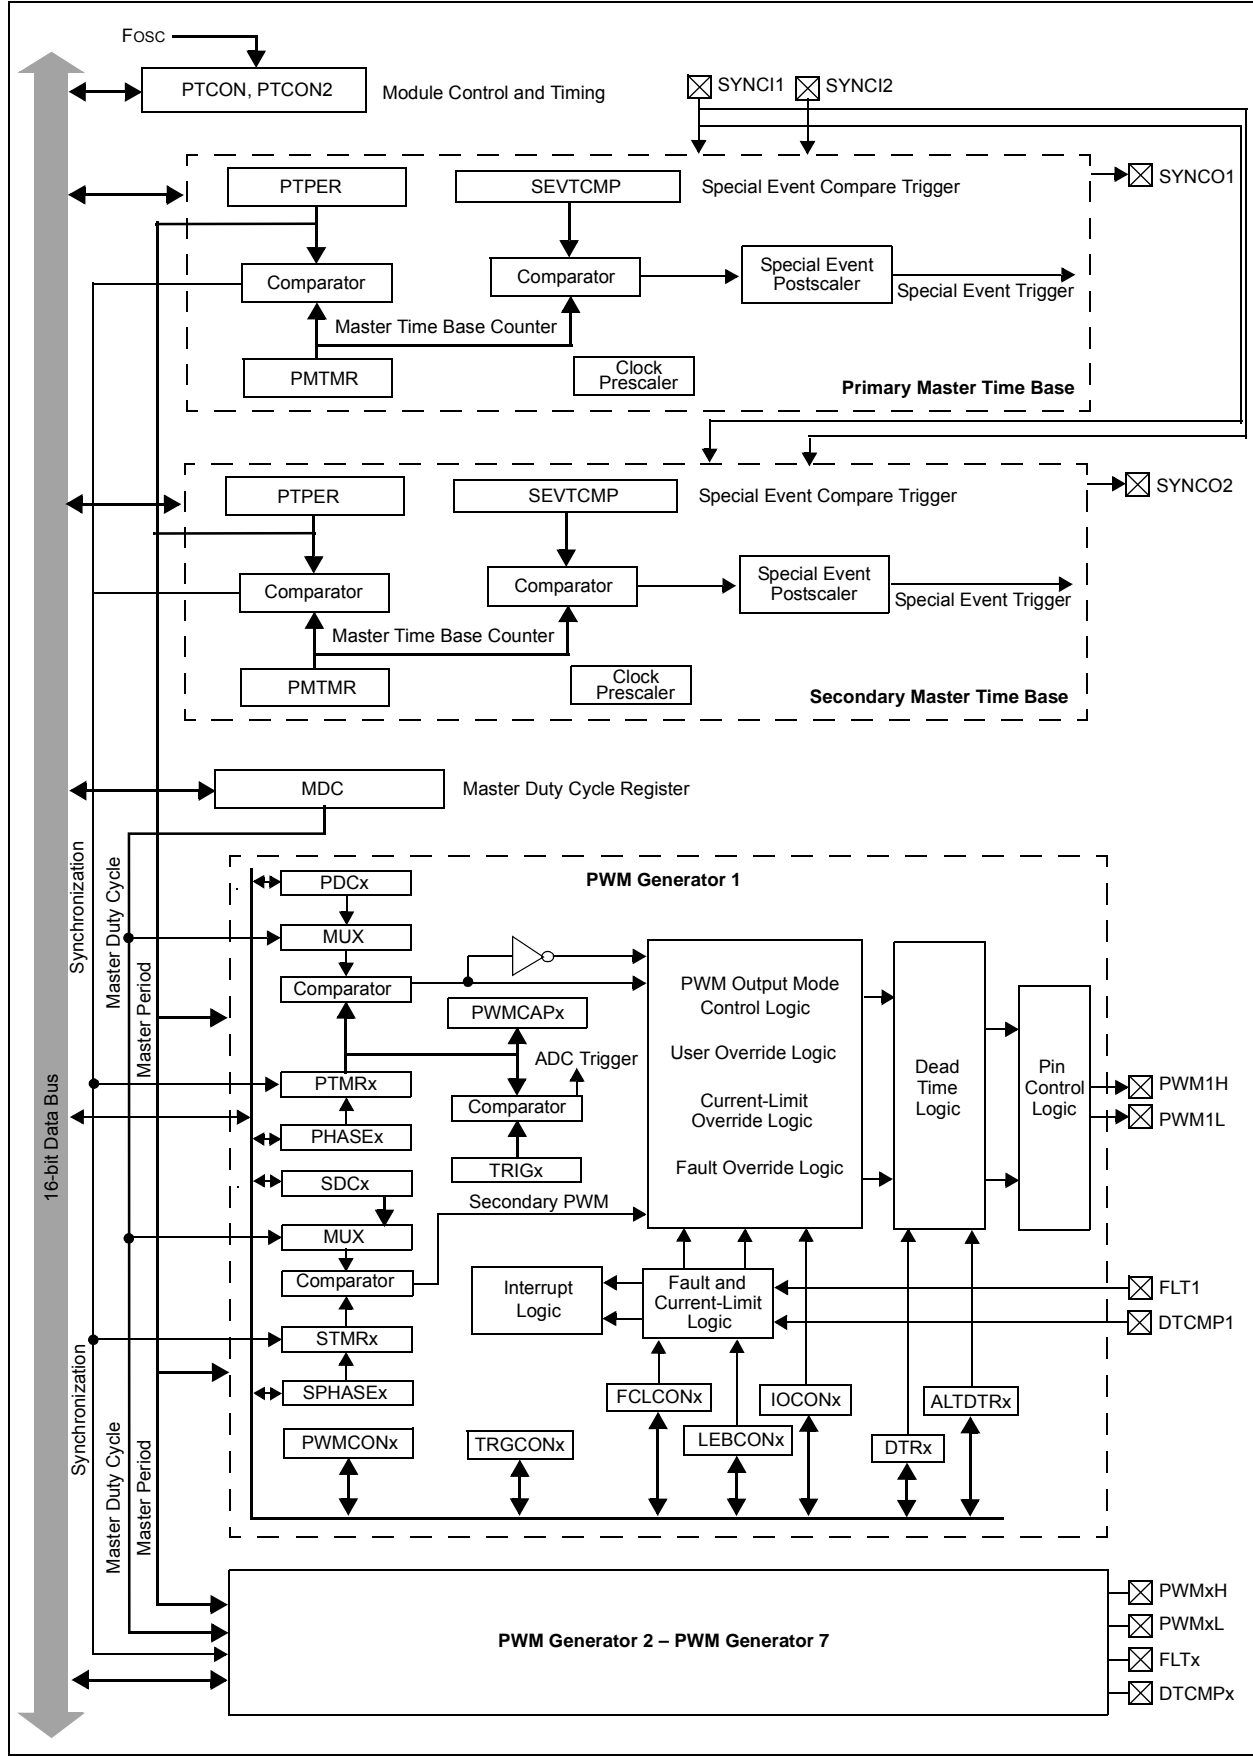 FOSC
PTCON, PTCON2
Module Control and Timing
SYNCI1
SYNCI2
PTPER
SEVTCMP
Special Event Compare Trigger
SYNCO1
Comparator
Comparator
Special Event
Postscaler
Special Event Trigger
Master Time Base Counter
PMTMR
Clock
Prescaler
Primary Master Time Base
PTPER
SEVTCMP
Special Event Compare Trigger
SYNCO2
Comparator
Comparator
Special Event
Postscaler
Special Event Trigger
Master Time Base Counter
PMTMR
Clock
Prescaler
Secondary Master Time Base
MDC
Master Duty Cycle Register
16-bit Data Bus
Synchronization
Master Duty Cycle
Master Period
PWM Generator 1
PDCx
MUX
Comparator
PWMCAPx
ADC Trigger
PTMRx
Comparator
PHASEx
TRIGx
SDCx
Secondary PWM
MUX
Comparator
STMRx
SPHASEx
PWM Output Mode
Control Logic
User Override Logic
Current-Limit
Override Logic
Fault Override Logic
Dead
Time
Logic
Pin
Control
Logic
PWM1H
PWM1L
Interrupt
Logic
Fault and
Current-Limit
Logic
FLT1
DTCMP1
FCLCONx
IOCONx
ALTDTRx
PWMCONx
TRGCONx
LEBCONx
DTRx
Synchronization
Master Duty Cycle
Master Period
PWM Generator 2 – PWM Generator 7
PWMxH
PWMxL
FLTx
DTCMPx